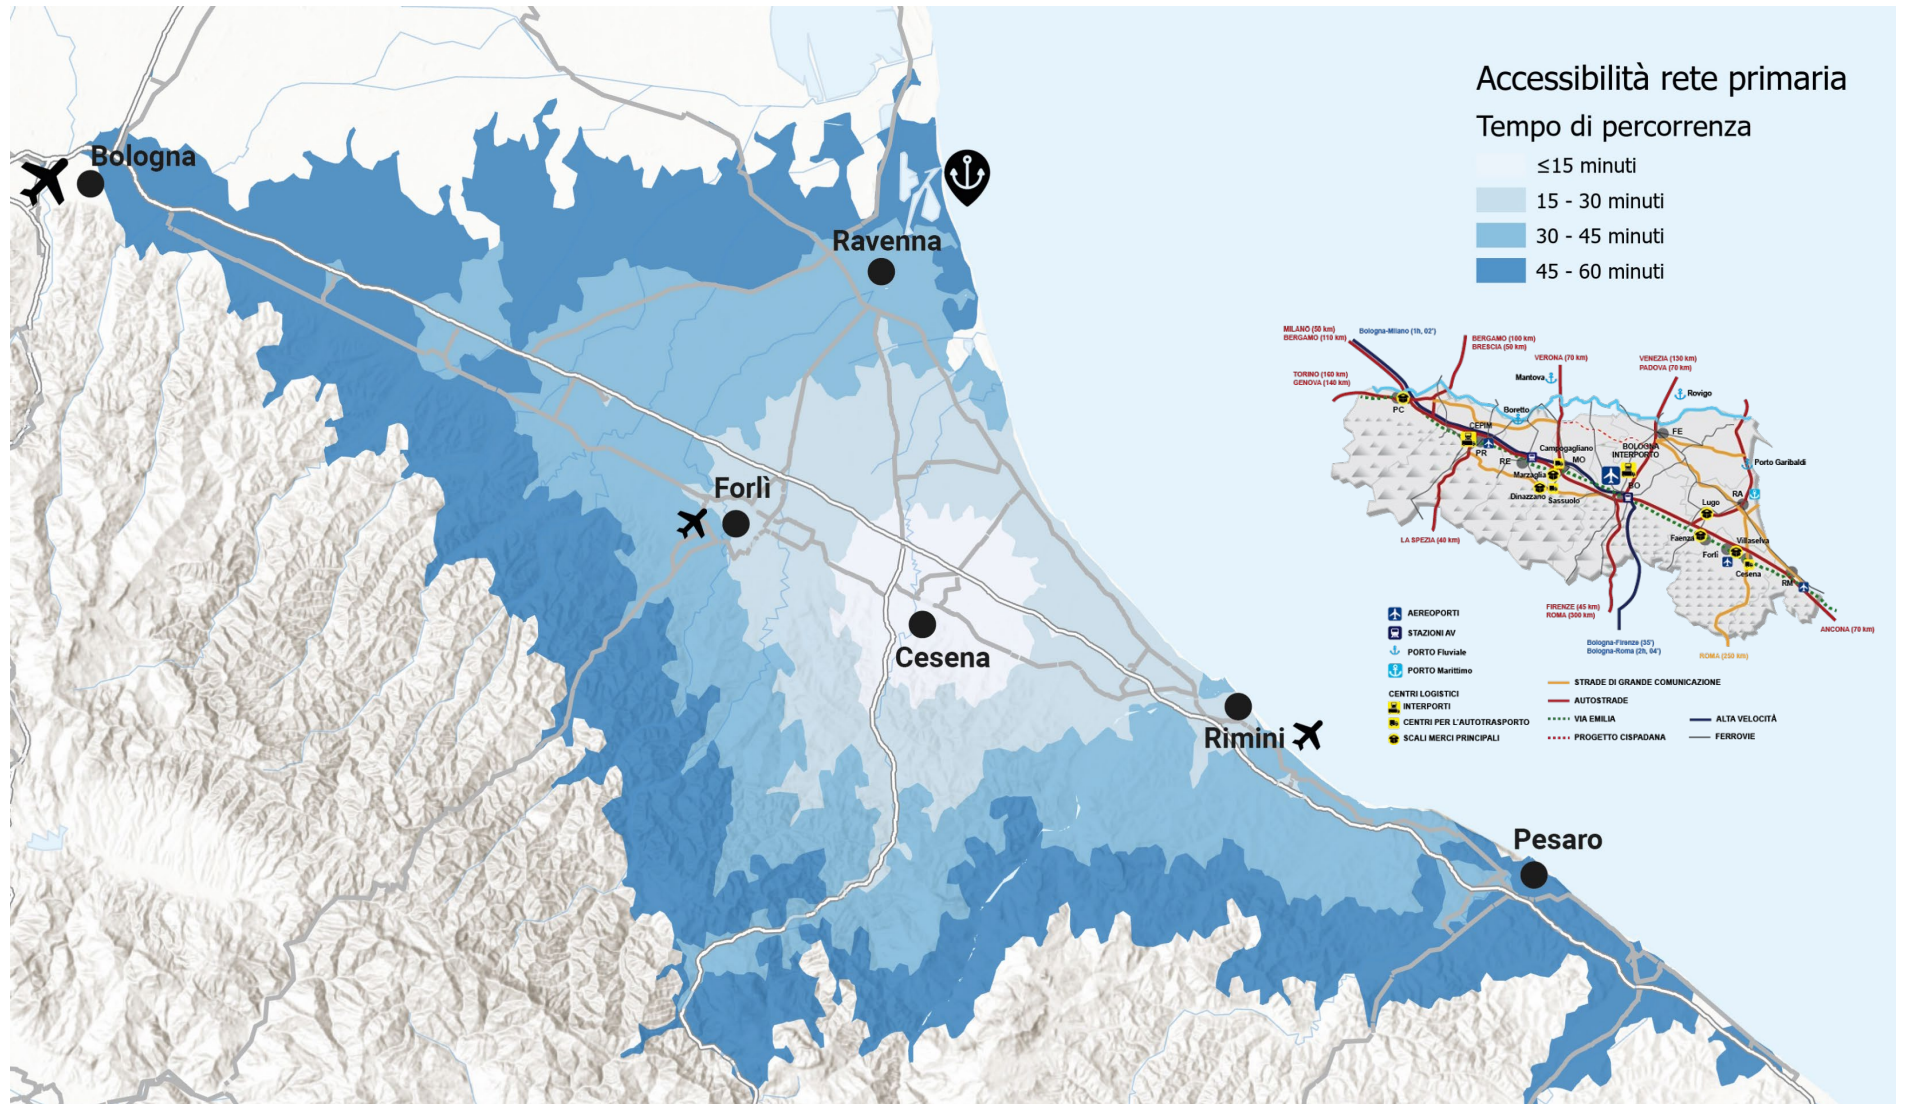 Accessibilità rete primaria
Tempo di percorrenza
≤15 minuti
15 - 30 minuti
30 - 45 minuti
45 - 60 minuti
Bologna
Ravenna
Forlì
Cesena
Rimini
Pesaro
MILANO (50 km)
BERGAMO (110 km)
Bologna-Milano (1h, 02')
BERGAMO (100 km)
BRESCIA (50 km)
VERONA (70 km)
VENEZIA (130 km)
PADOVA (70 km)
TORINO (160 km)
GENOVA (140 km)
Mantova
Rovigo
PC
Boretto
CEPIM
FE
PR
Campogagliano
BOLOGNA
INTERPORTO
RE
MO
Marzaglia
Porto Garibaldi
Dinazzano
Sassuolo
BO
Lugo
RA
LA SPEZIA (40 km)
Faenza
Forlì
Villaselva
Cesena
RM
FIRENZE (45 km)
ROMA (300 km)
ANCONA (70 km)
Bologna-Firenze (35')
Bologna-Roma (2h, 04')
ROMA (250 km)
AEREOPORTI
STAZIONI AV
PORTO Fluviale
PORTO Marittimo
CENTRI LOGISTICI
INTERPORTI
CENTRI PER L'AUTOTRASPORTO
SCALI MERCI PRINCIPALI
STRADE DI GRANDE COMUNICAZIONE
AUTOSTRADE
VIA EMILIA
ALTA VELOCITÀ
PROGETTO CISPADANA
FERROVIE